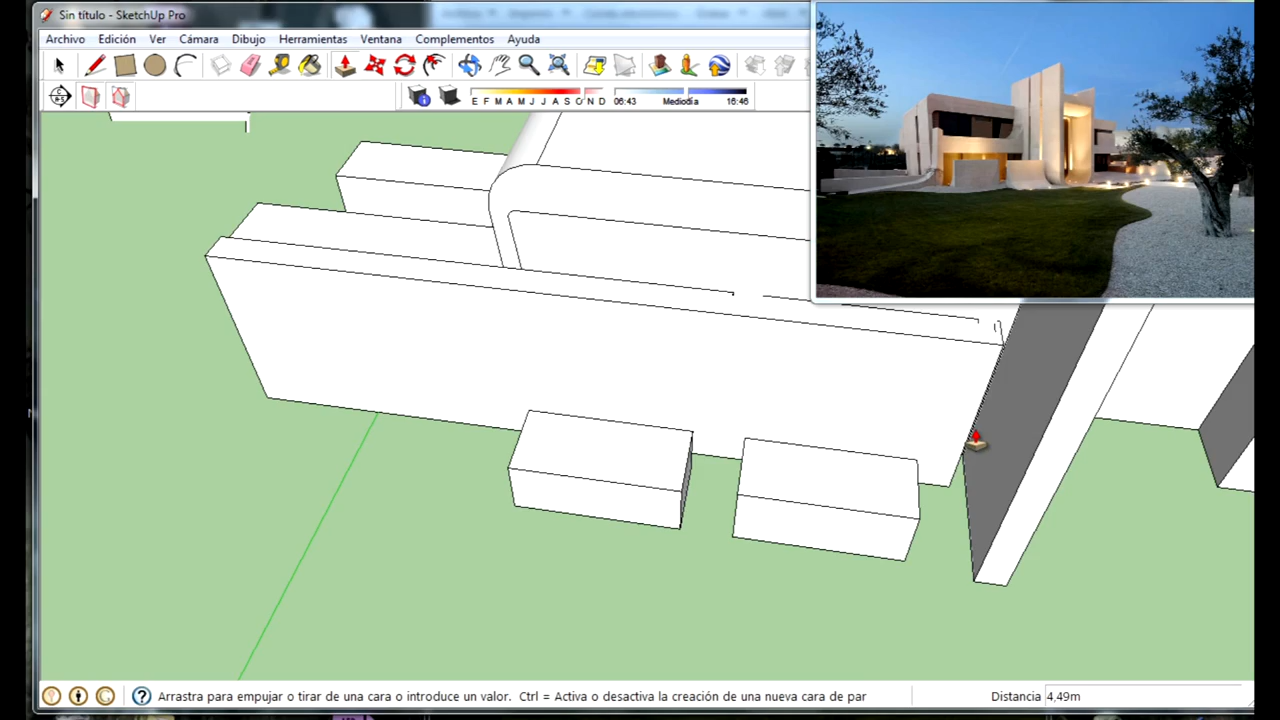 Sin título - SketchUp Pro
Archivo Edición Ver Cámara Dibujo Herramientas Ventana Complementos Ayuda
E F M A M J J A S O N D 06:43 Mediodía 16:46
Arrastra para empujar o tirar de una cara o introduce un valor. Ctrl = Activa o desactiva la creación de una nueva cara de par Distancia 4,49m